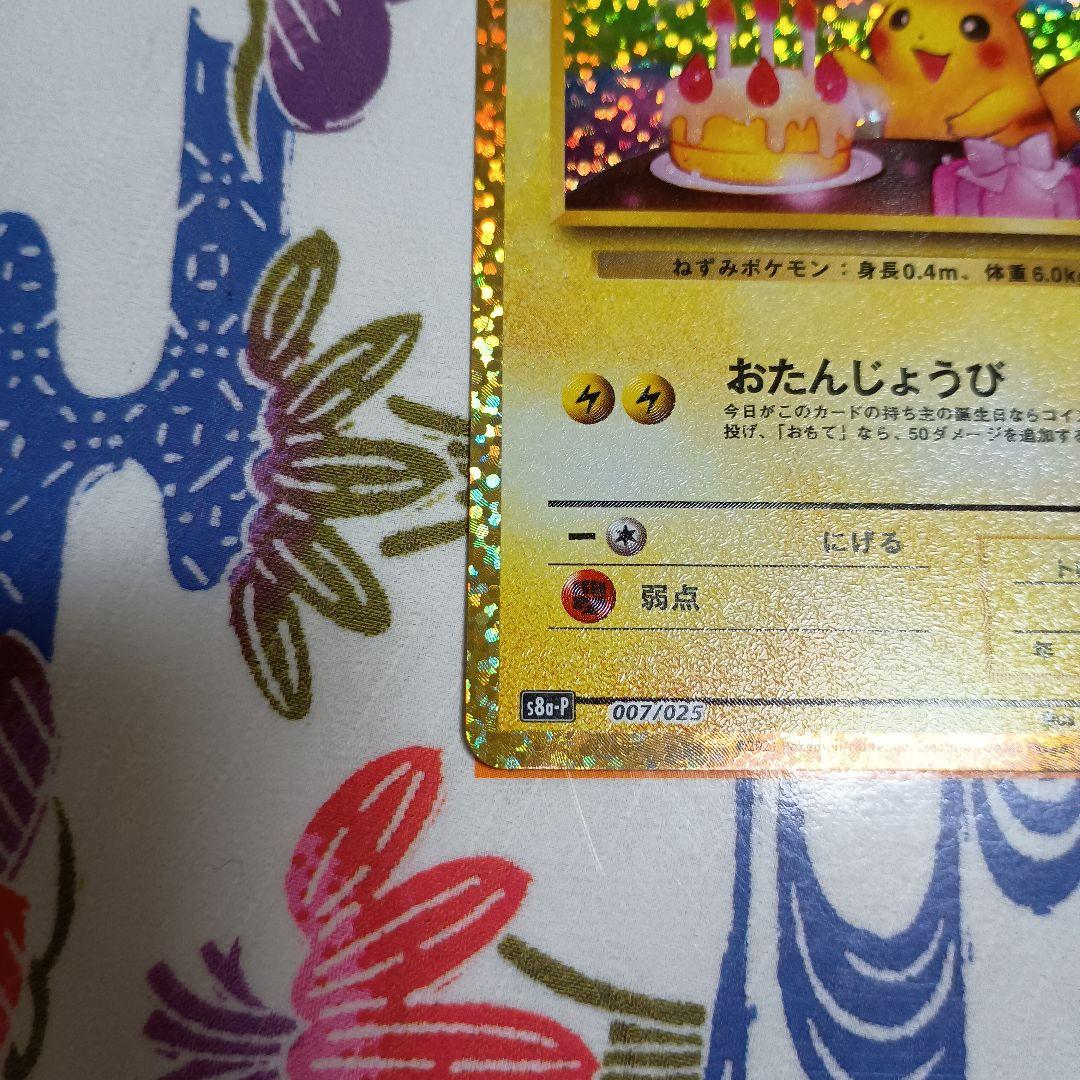 ねずみポケモン：身長0.4m、体重6.0k
おたんじょうび
今日がこのカードの持ち主の誕生日ならコイ
投げ、「おもて」なら、50ダメージを追加する
にげる
弱点
年
s8a-P
007/025